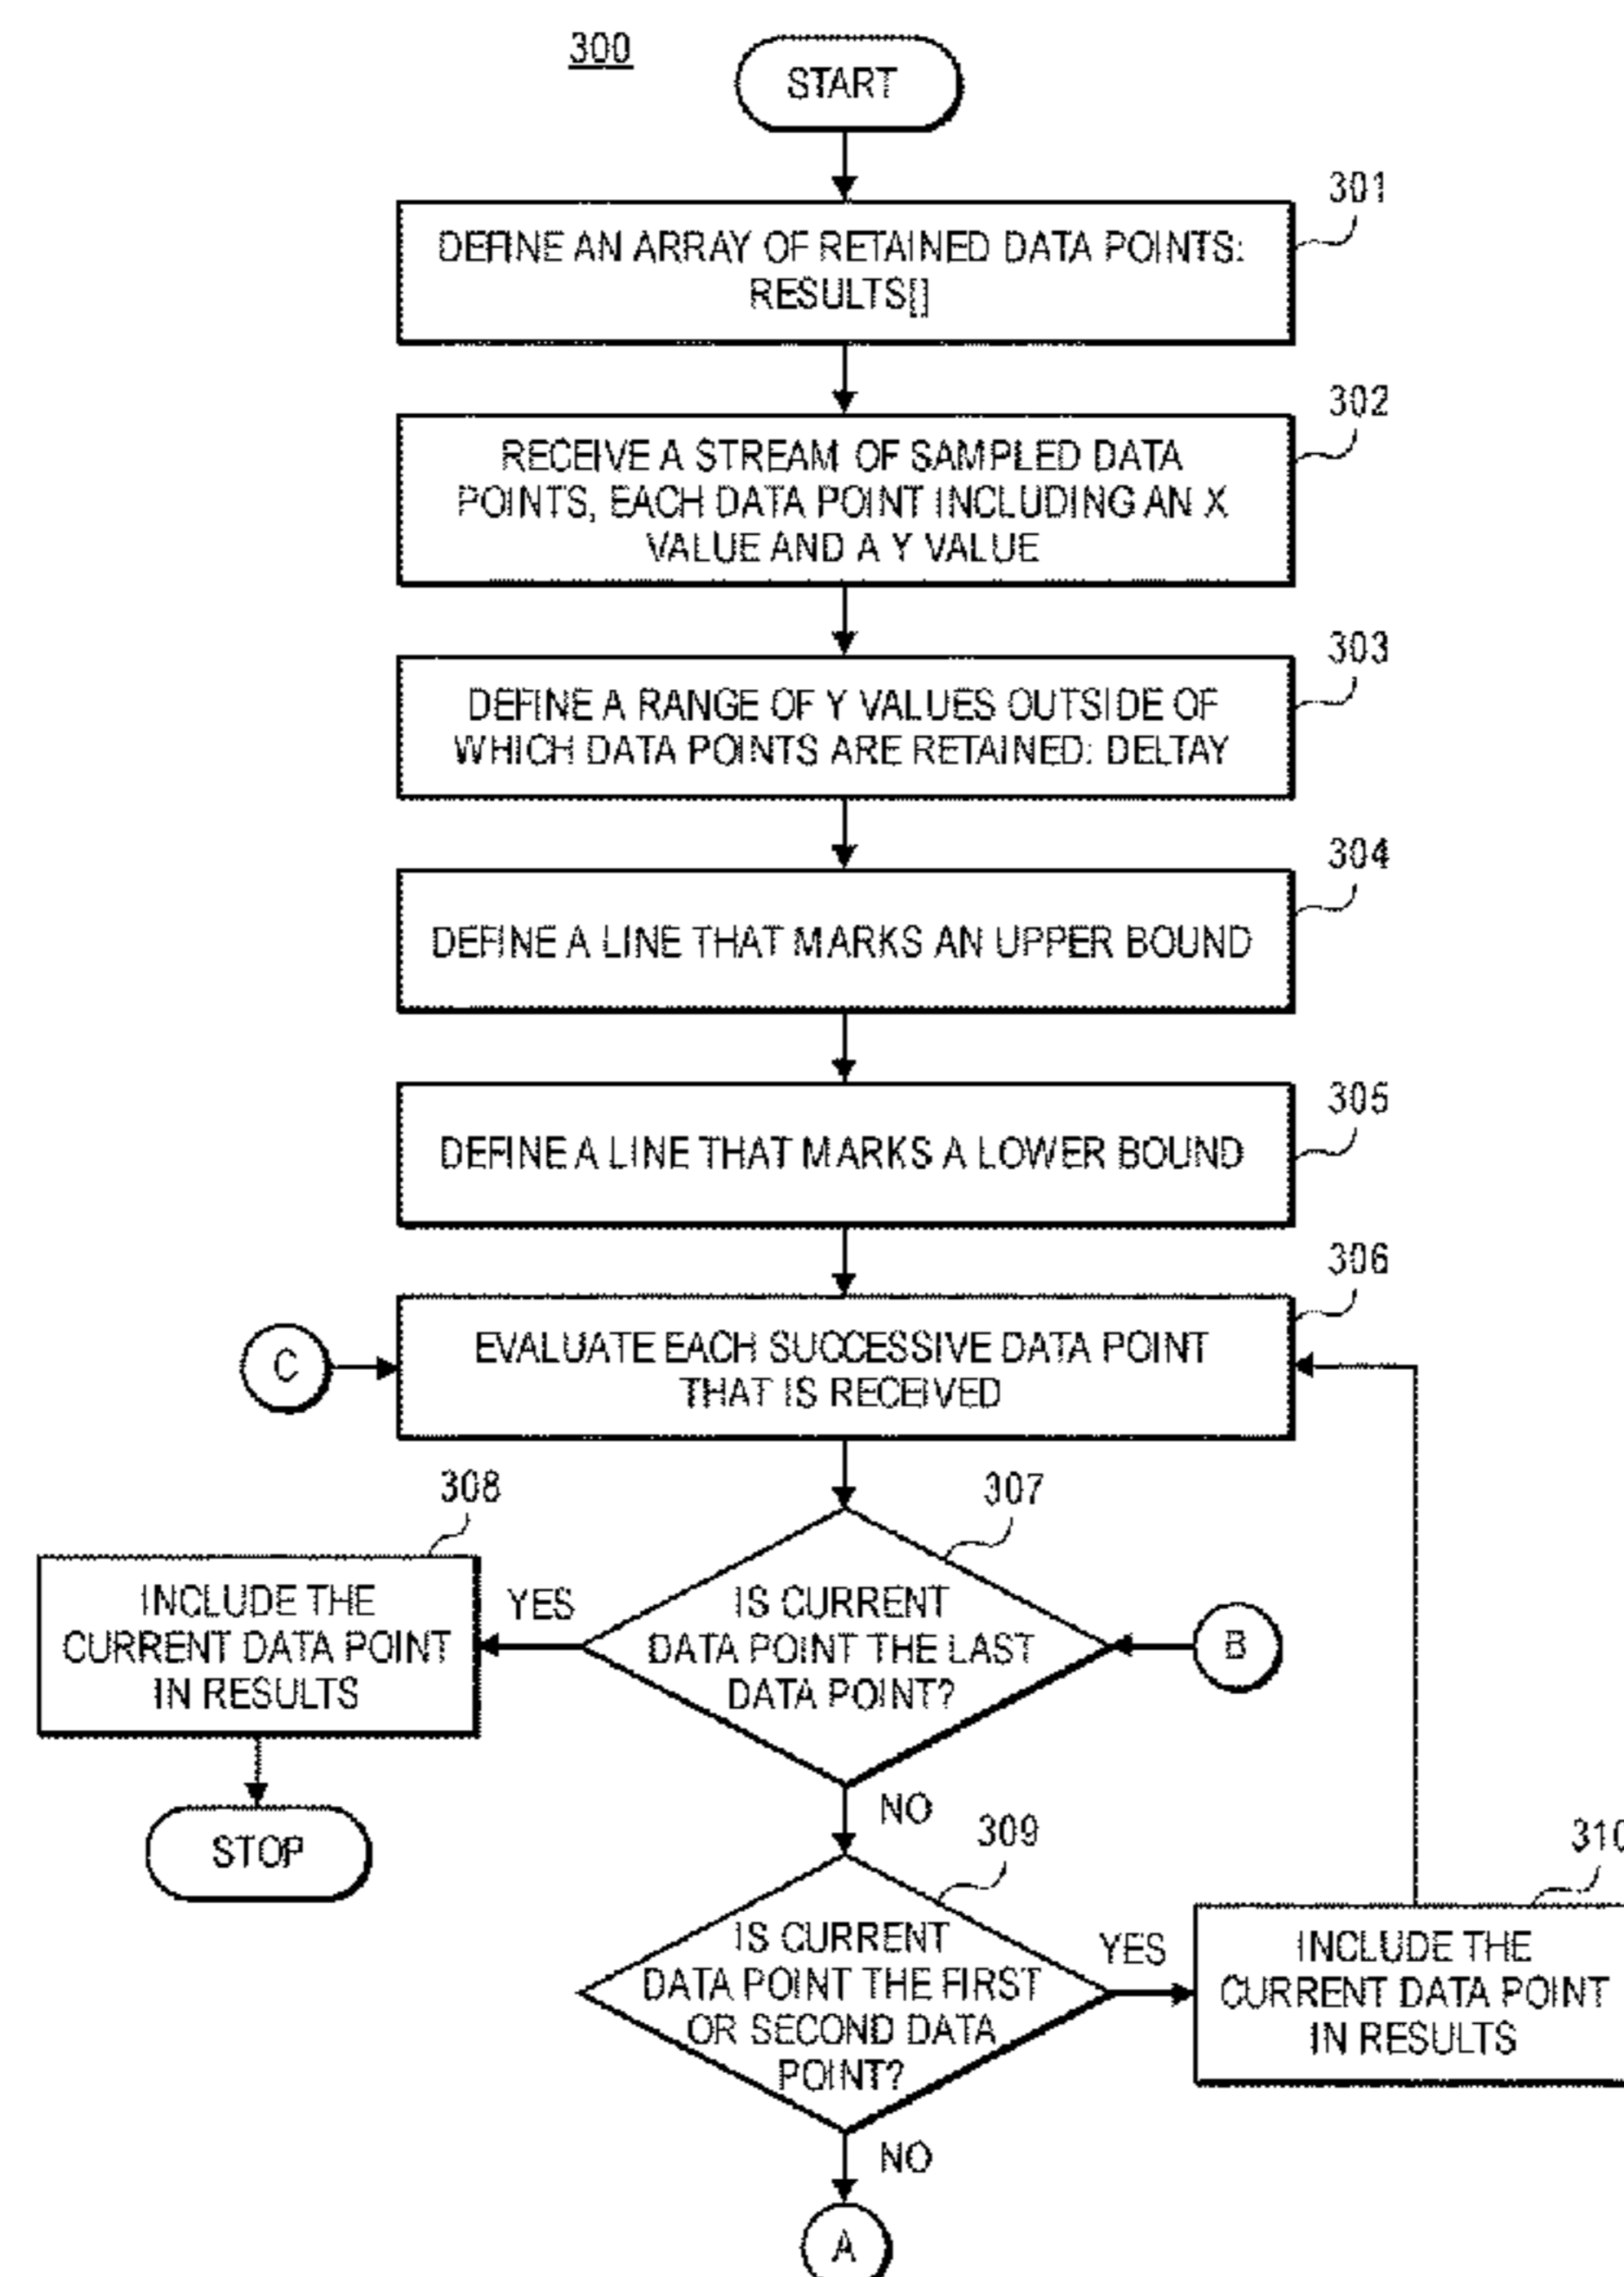 300
START
301
DEFINE AN ARRAY OF RETAINED DATA POINTS:
RESULTS[]
302
RECEIVE A STREAM OF SAMPLED DATA
POINTS, EACH DATA POINT INCLUDING AN X
VALUE AND A Y VALUE
303
DEFINE A RANGE OF Y VALUES OUTSIDE OF
WHICH DATA POINTS ARE RETAINED: DELTAY
304
DEFINE A LINE THAT MARKS AN UPPER BOUND
305
DEFINE A LINE THAT MARKS A LOWER BOUND
306
C
EVALUATE EACH SUCCESSIVE DATA POINT
THAT IS RECEIVED
308
307
INCLUDE THE
CURRENT DATA POINT
IN RESULTS
YES
IS CURRENT
DATA POINT THE LAST
DATA POINT?
B
STOP
NO
309
310
IS CURRENT
DATA POINT THE FIRST
OR SECOND DATA
POINT?
YES
INCLUDE THE
CURRENT DATA POINT
IN RESULTS
NO
A